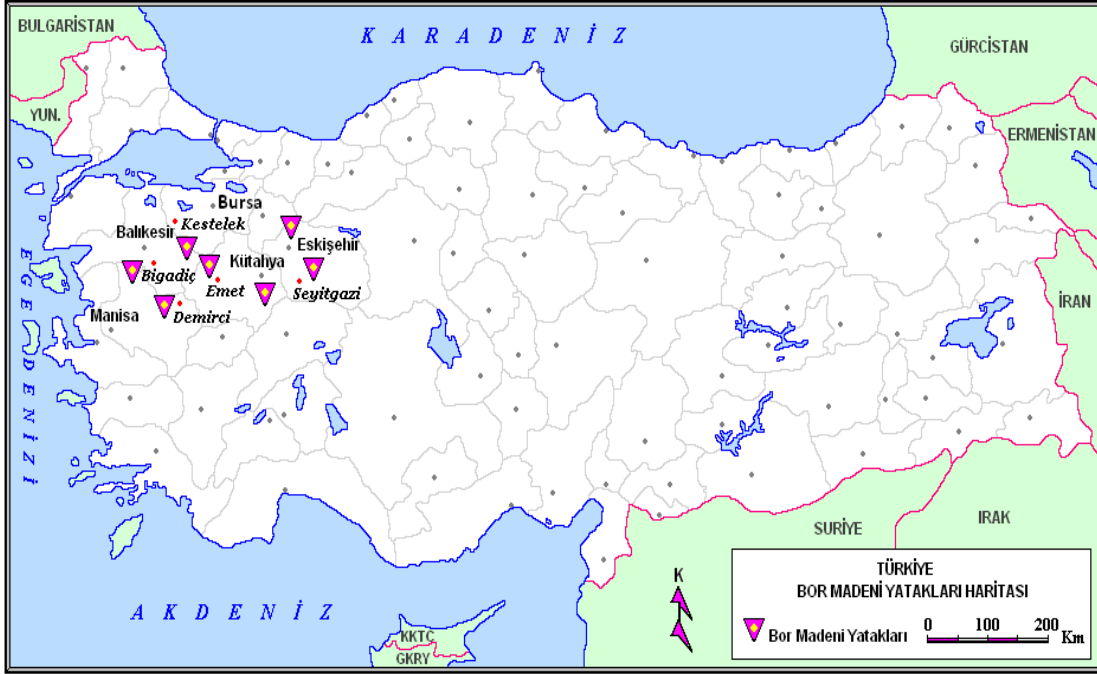 BULGARİSTAN
K A R A D E N İ Z
GÜRCİSTAN
YUN.
ERMENİSTAN
Bursa
Kestelek
Balıkesir
Eskişehir
Kütahya
Bigadiç
Emet
Seyitgazi
İRAN
Manisa
Demirci
E G E D E N İ Z İ
SURİYE
IRAK
A K D E N İ Z
KKTC
GKRY
K
TÜRKİYE
BOR MADENİ YATAKLARI HARİTASI
Bor Madeni Yatakları
0 100 200
Km